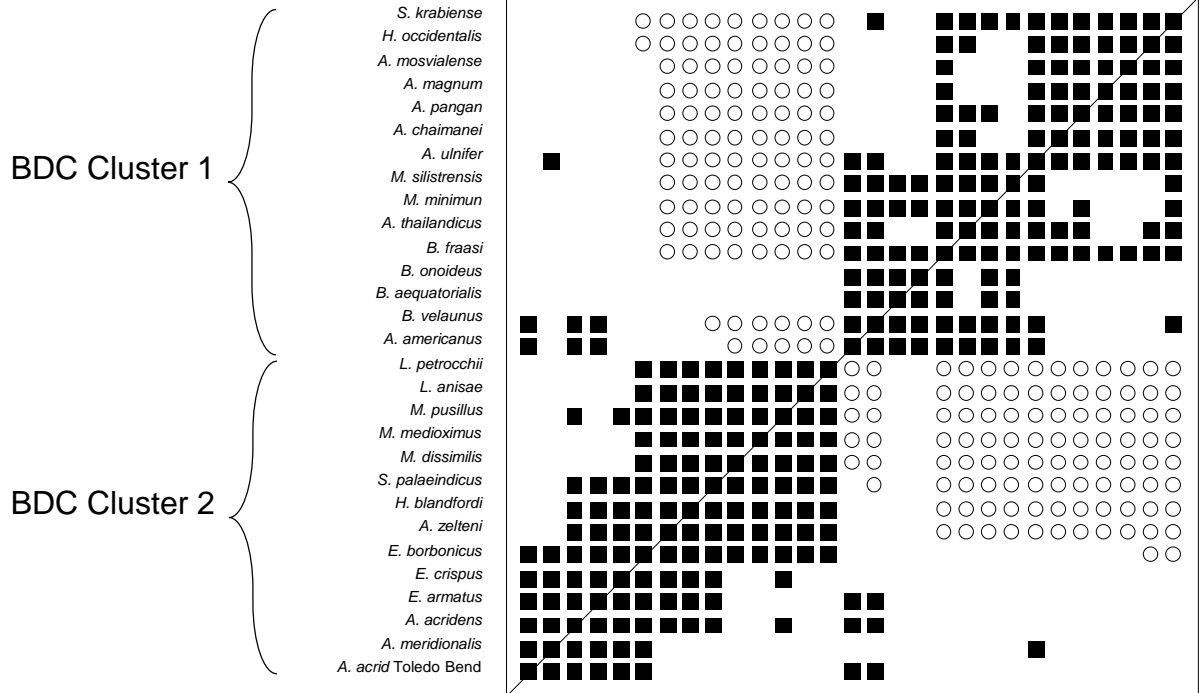 S. krabiense
H. occidentalis
A. mosvialense
A. magnum
A. pangan
A. chaimanei
A. ulnifer
BDC Cluster 1
M. silistrensis
M. minimun
A. thailandicus
B. fraasi
B. onoideus
B. aequatorialis
B. velaunus
A. americanus
L. petrocchii
L. anisae
M. pusillus
M. medioximus
M. dissimilis
S. palaeindicus
BDC Cluster 2
H. blandfordi
A. zelteni
E. borbonicus
E. crispus
E. armatus
A. acridens
A. meridionalis
A. acrid Toledo Bend